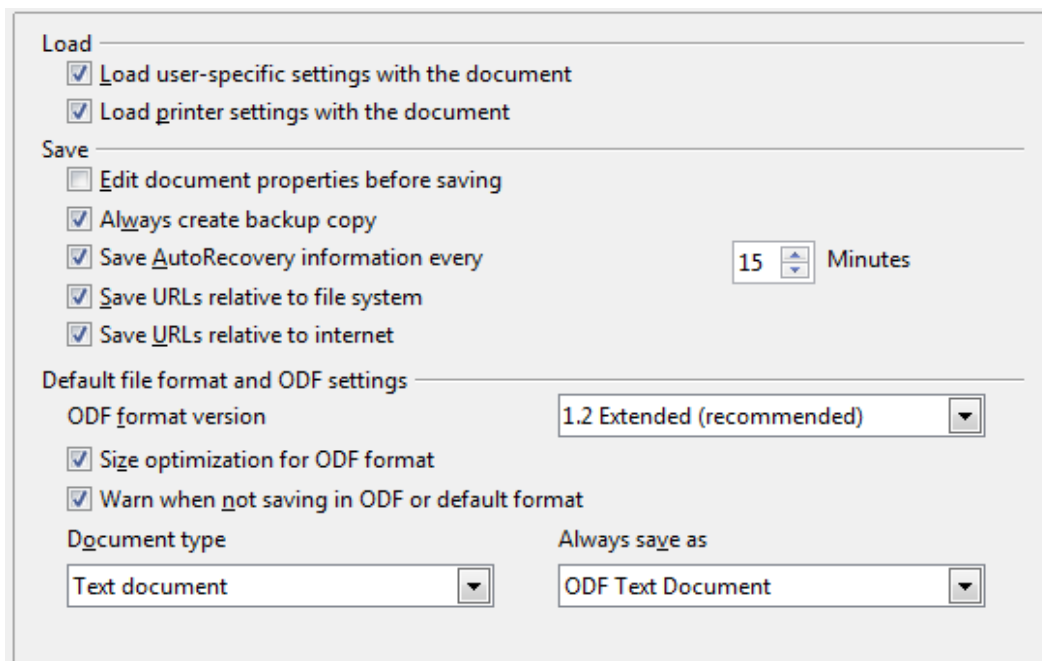 Load
Load user-specific settings with the document
Load printer settings with the document
Save
Edit document properties before saving
Always create backup copy
Save AutoRecovery information every 15 Minutes
Save URLs relative to file system
Save URLs relative to internet
Default file format and ODF settings
ODF format version 1.2 Extended (recommended)
Size optimization for ODF format
Warn when not saving in ODF or default format
Document type Always save as
Text document ODF Text Document